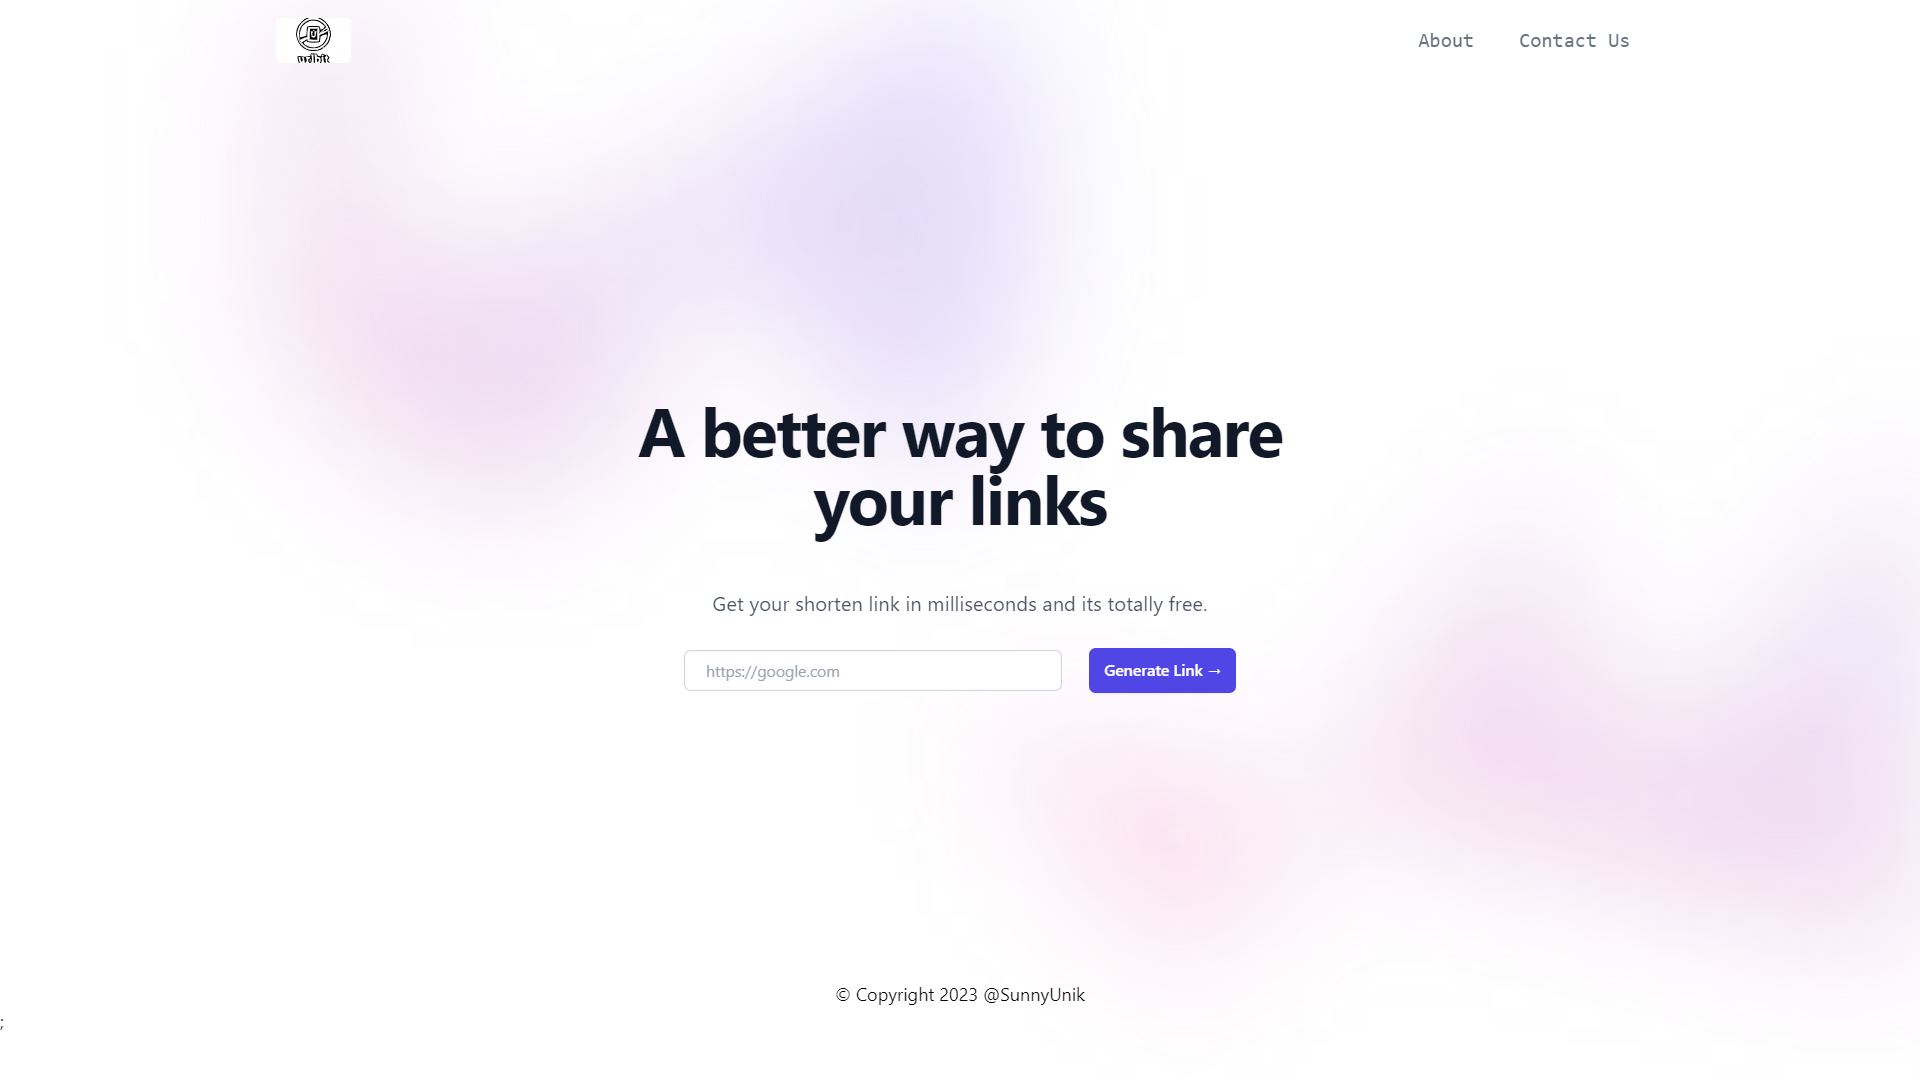 urlbit
About
Contact Us
A better way to share
your links
Get your shorten link in milliseconds and its totally free.
https://google.com
Generate Link →
© Copyright 2023 @SunnyUnik
;